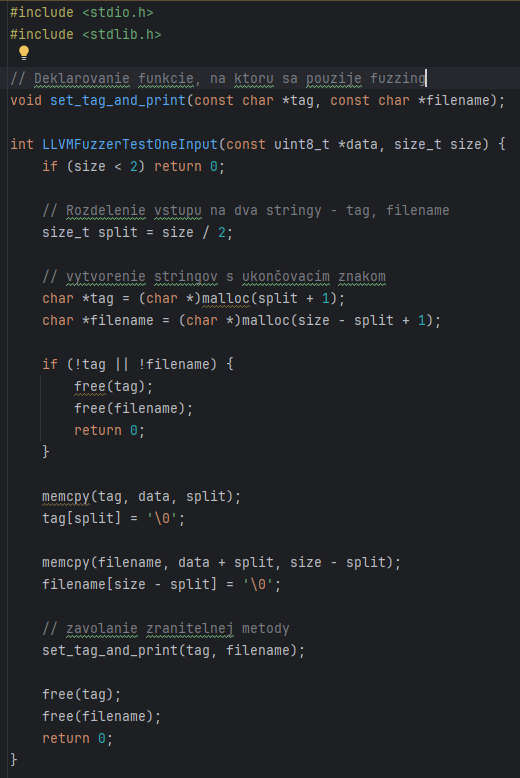 #include <stdio.h>
#include <stdlib.h>
// Deklarovanie funkcie, na ktoru sa pouzije fuzzing
void set_tag_and_print(const char *tag, const char *filename);
int LLVMFuzzerTestOneInput(const uint8_t *data, size_t size) {
if (size < 2) return 0;
// Rozdelenie vstupu na dva stringy - tag, filename
size_t split = size / 2;
// vytvorenie stringov s ukončovacím znakom
char *tag = (char *)malloc(split + 1);
char *filename = (char *)malloc(size - split + 1);
if (!tag || !filename) {
free(tag);
free(filename);
return 0;
}
memcpy(tag, data, split);
tag[split] = '\0';
memcpy(filename, data + split, size - split);
filename[size - split] = '\0';
// zavolanie zranitelnej metody
set_tag_and_print(tag, filename);
free(tag);
free(filename);
return 0;
}